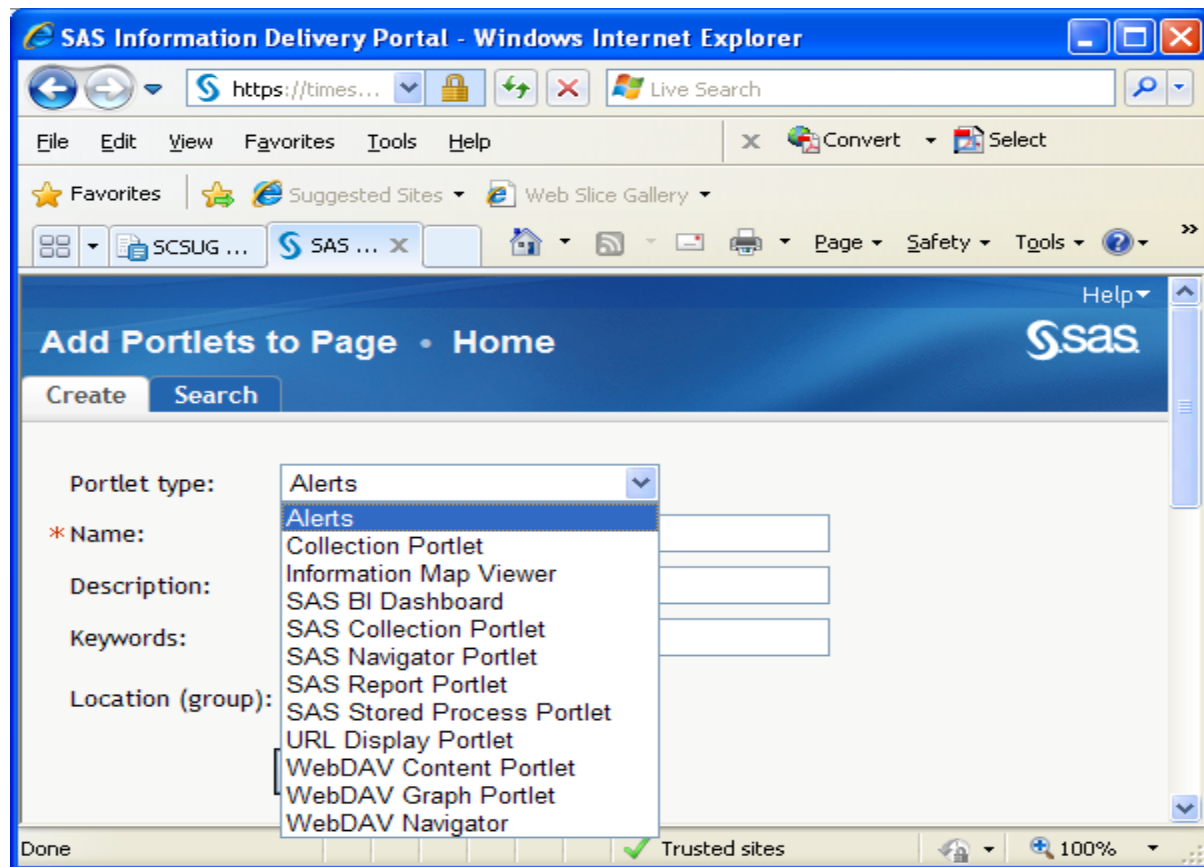 SAS Information Delivery Portal - Windows Internet Explorer
https://times... Live Search
File Edit View Favorites Tools Help x Convert Select
Favorites Suggested Sites Web Slice Gallery
SCSUG ... SAS ... x Page Safety Tools »
Help
Add Portlets to Page • Home
sas
Create Search
Portlet type: Alerts
Alerts
* Name:
Collection Portlet
Information Map Viewer
Description:
SAS BI Dashboard
SAS Collection Portlet
Keywords:
SAS Navigator Portlet
SAS Report Portlet
Location (group):
SAS Stored Process Portlet
URL Display Portlet
WebDAV Content Portlet
WebDAV Graph Portlet
WebDAV Navigator
Done Trusted sites 100%